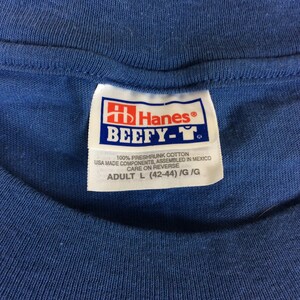 Hanes®
BEEFY-T
100% PRESHRUNK COTTON
USA MADE COMPONENTS, ASSEMBLED IN MEXICO
CARE ON REVERSE
ADULT L (42-44) /G /G